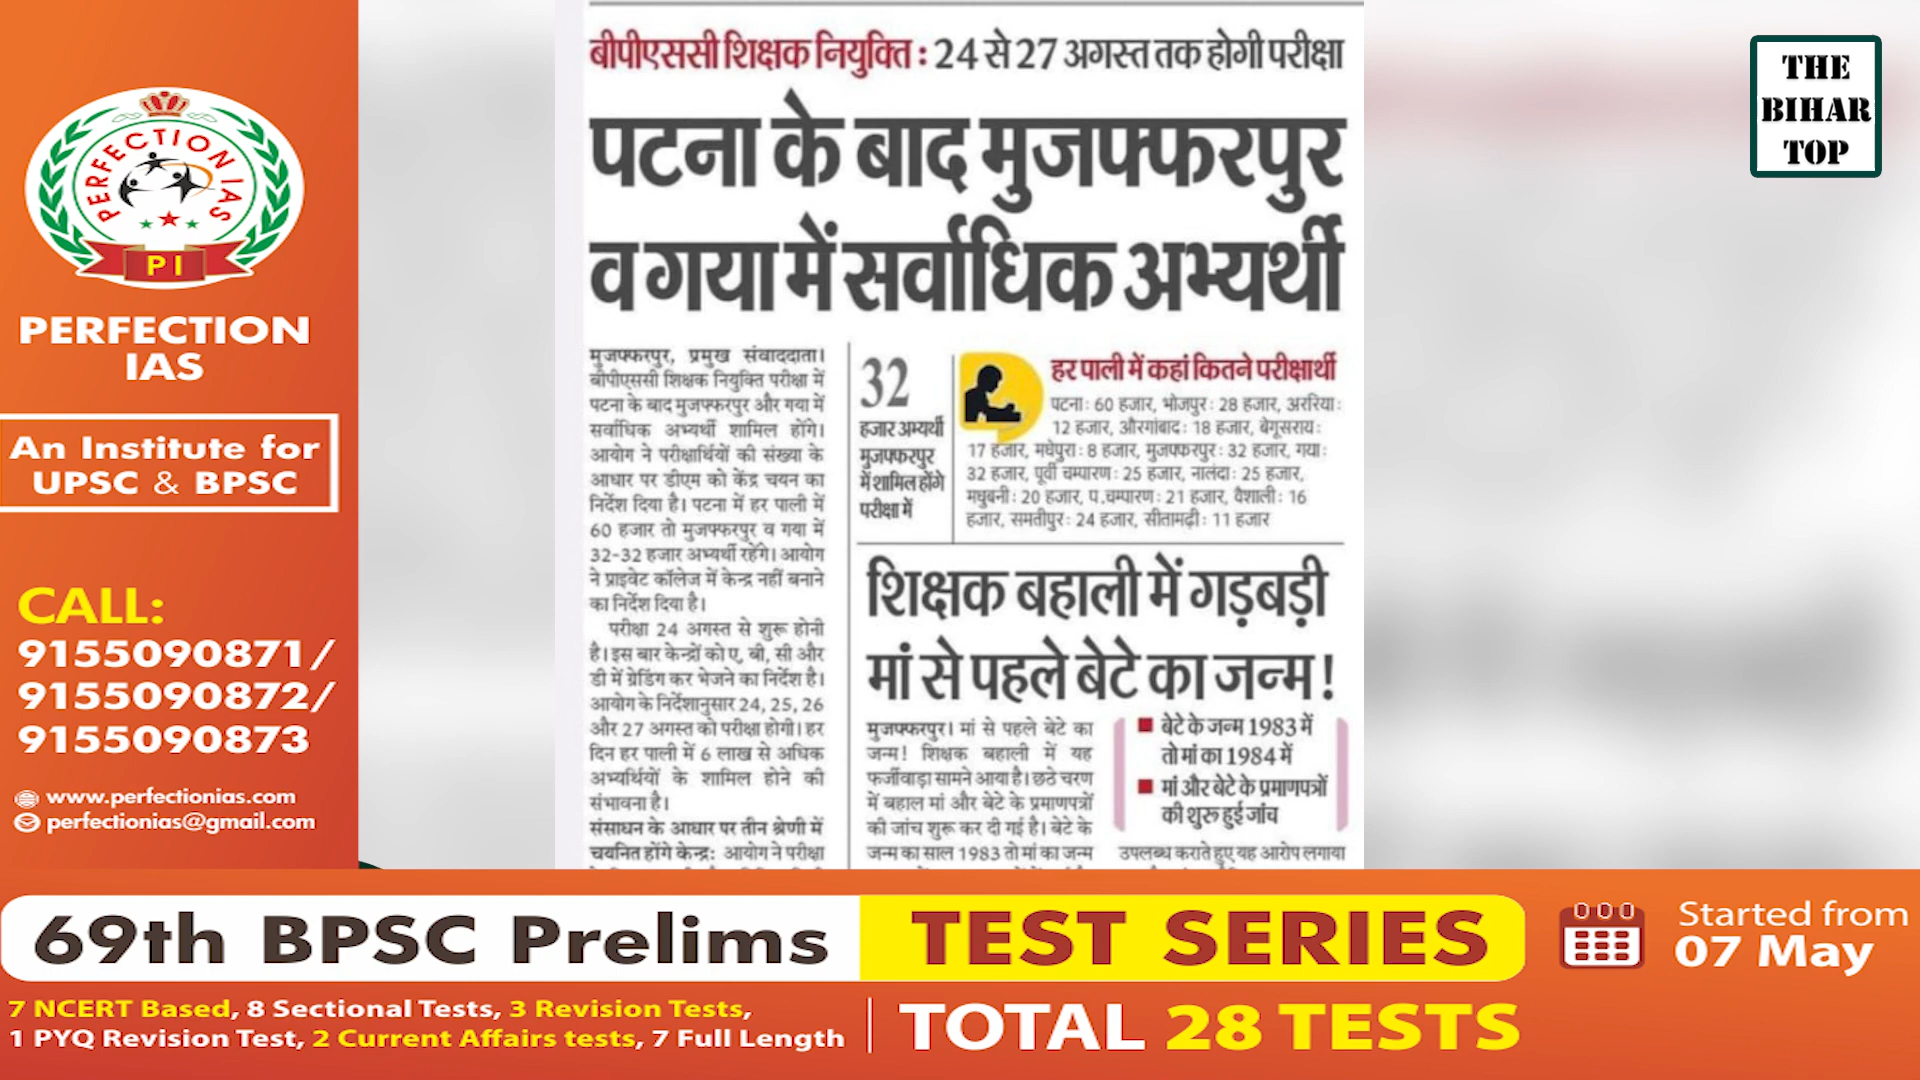 PERFECTION IAS
PI
PERFECTION
IAS
An Institute for
UPSC & BPSC
CALL:
9155090871/
9155090872/
9155090873
www.perfectionias.com
perfectionias@gmail.com
बीपीएससी शिक्षक नियुक्ति : 24 से 27 अगस्त तक होगी परीक्षा
पटना के बाद मुजफ्फरपुर
व गया में सर्वाधिक अभ्यर्थी
मुजफ्फरपुर, प्रमुख संवाददाता।
बीपीएससी शिक्षक नियुक्ति परीक्षा में
पटना के बाद मुजफ्फरपुर और गया में
सर्वाधिक अभ्यर्थी शामिल होंगे।
आयोग ने परीक्षार्थियों की संख्या के
आधार पर डीएम को केंद्र चयन का
निर्देश दिया है। पटना में हर पाली में
60 हजार तो मुजफ्फरपुर व गया में
32-32 हजार अभ्यर्थी रहेंगे। आयोग
ने प्राइवेट कॉलेज में केन्द्र नहीं बनाने
का निर्देश दिया है।
परीक्षा 24 अगस्त से शुरू होनी
है। इस बार केन्द्रों को ए, बी, सी और
डी में ग्रेडिंग कर भेजने का निर्देश है।
आयोग के निर्देशानुसार 24, 25, 26
और 27 अगस्त को परीक्षा होगी। हर
दिन हर पाली में 6 लाख से अधिक
अभ्यर्थियों के शामिल होने की
संभावना है।
संसाधन के आधार पर तीन श्रेणी में
चयनित होंगे केन्द्र: आयोग ने परीक्षा
32
हजार अभ्यर्थी
मुजफ्फरपुर
में शामिल होंगे
परीक्षा में
हर पाली में कहां कितने परीक्षार्थी
पटना: 60 हजार, भोजपुर: 28 हजार, अररिया:
12 हजार, औरगांबाद: 18 हजार, बेगूसराय:
17 हजार, मधेपुरा: 8 हजार, मुजफ्फरपुर: 32 हजार, गया:
32 हजार, पूर्वी चम्पारण: 25 हजार, नालंदा: 25 हजार,
मधुबनी: 20 हजार, प.चम्पारण: 21 हजार, वैशाली: 16
हजार, समतीपुर: 24 हजार, सीतामढ़ी: 11 हजार
शिक्षक बहाली में गड़बड़ी
मां से पहले बेटे का जन्म!
मुजफ्फरपुर। मां से पहले बेटे का
जन्म! शिक्षक बहाली में यह
फर्जीवाड़ा सामने आया है। छठे चरण
में बहाल मां और बेटे के प्रमाणपत्रों
की जांच शुरू कर दी गई है। बेटे के
जन्म का साल 1983 तो मां का जन्म
बेटे के जन्म 1983 में
तो मां का 1984 में
मां और बेटे के प्रमाणपत्रों
की शुरू हुई जांच
उपलब्ध कराते हुए यह आरोप लगाया
THE
BIHAR
TOP
69th BPSC Prelims TEST SERIES
Started from
07 May
7 NCERT Based, 8 Sectional Tests, 3 Revision Tests,
1 PYQ Revision Test, 2 Current Affairs tests, 7 Full Length
TOTAL 28 TESTS